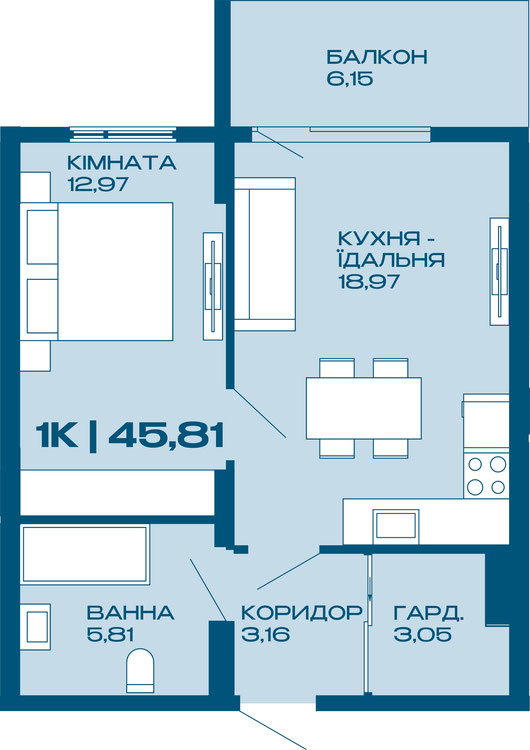 БАЛКОН
6,15
КІМНАТА
12,97
КУХНЯ -
ЇДАЛЬНЯ
18,97
1К | 45,81
ВАННА
5,81
КОРИДОР
3,16
ГАРД.
3,05